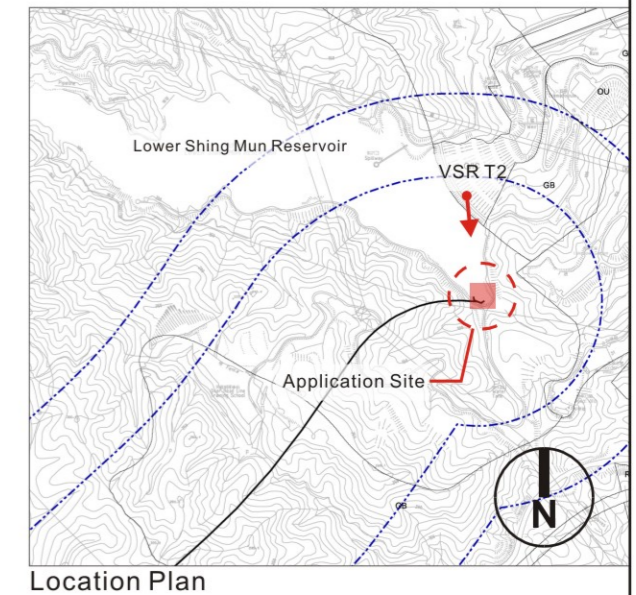 OU
Lower Shing Mun Reservoir
VSR T2
GB
Application Site
GB
N
Location Plan